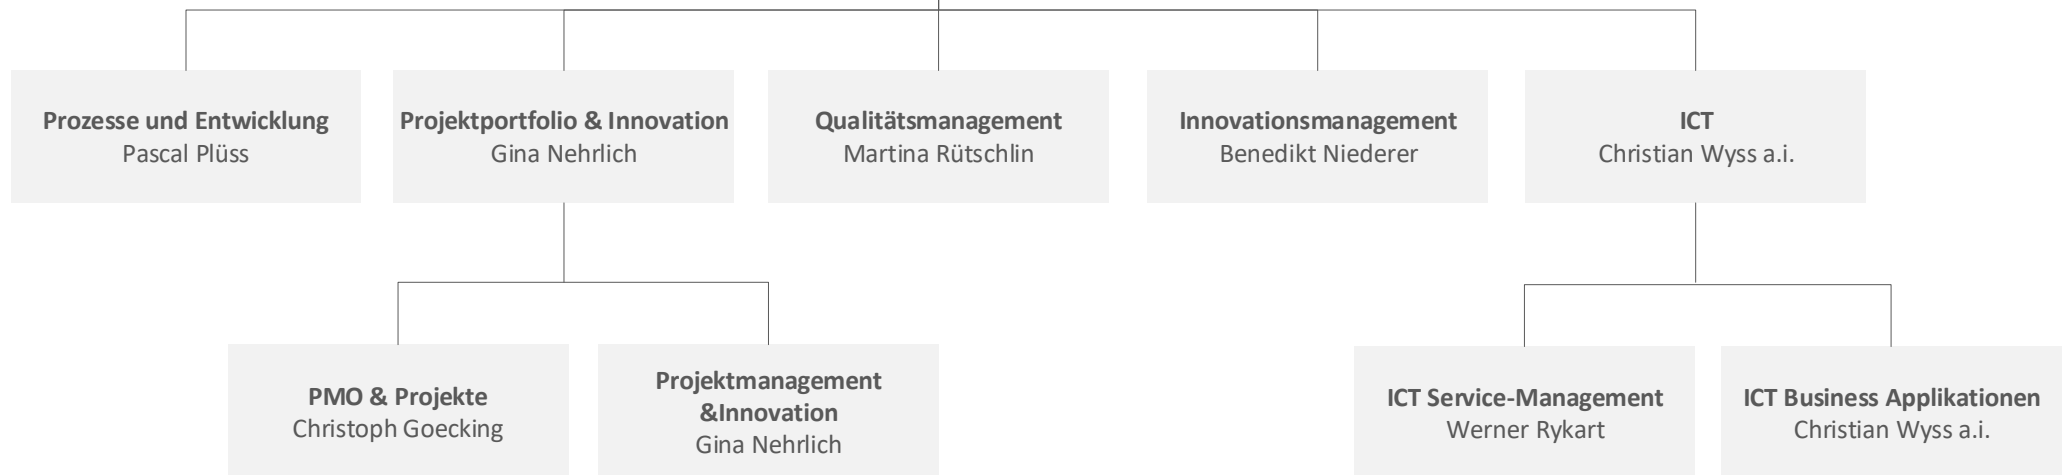 Prozesse und Entwicklung
Pascal Plüss
Projektportfolio & Innovation
Gina Nehrlich
Qualitätsmanagement
Martina Rütschlin
Innovationsmanagement
Benedikt Niederer
ICT
Christian Wyss a.i.
PMO & Projekte
Christoph Goecking
Projektmanagement
&Innovation
Gina Nehrlich
ICT Service-Management
Werner Rykart
ICT Business Applikationen
Christian Wyss a.i.